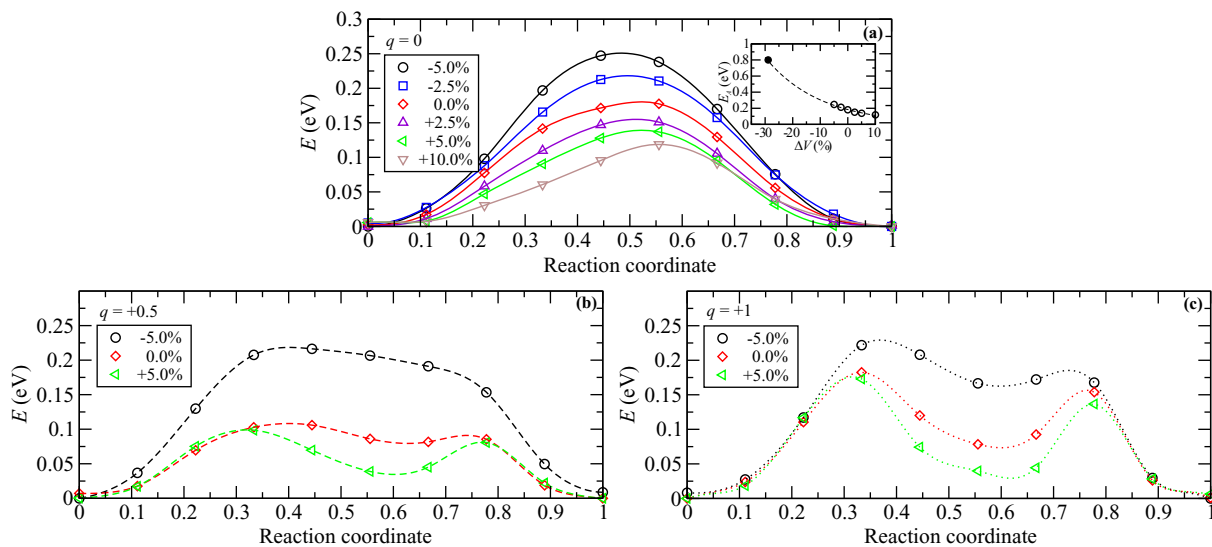 0.3
0.25
0.2
0.15
0.1
0.05
0
E (eV)
q = 0
-5.0%
-2.5%
0.0%
+2.5%
+5.0%
+10.0%
(a)
1
0.8
0.6
0.4
0.2
0
EA (eV)
-30 -20 -10 0 10
ΔV(%)
0 0.1 0.2 0.3 0.4 0.5 0.6 0.7 0.8 0.9 1
Reaction coordinate
0.25
0.2
0.15
0.1
0.05
0
E (eV)
q = +0.5
-5.0%
0.0%
+5.0%
(b)
0 0.1 0.2 0.3 0.4 0.5 0.6 0.7 0.8 0.9 1
Reaction coordinate
0.25
0.2
0.15
0.1
0.05
0
E (eV)
q = +1
-5.0%
0.0%
+5.0%
(c)
0 0.1 0.2 0.3 0.4 0.5 0.6 0.7 0.8 0.9 1
Reaction coordinate